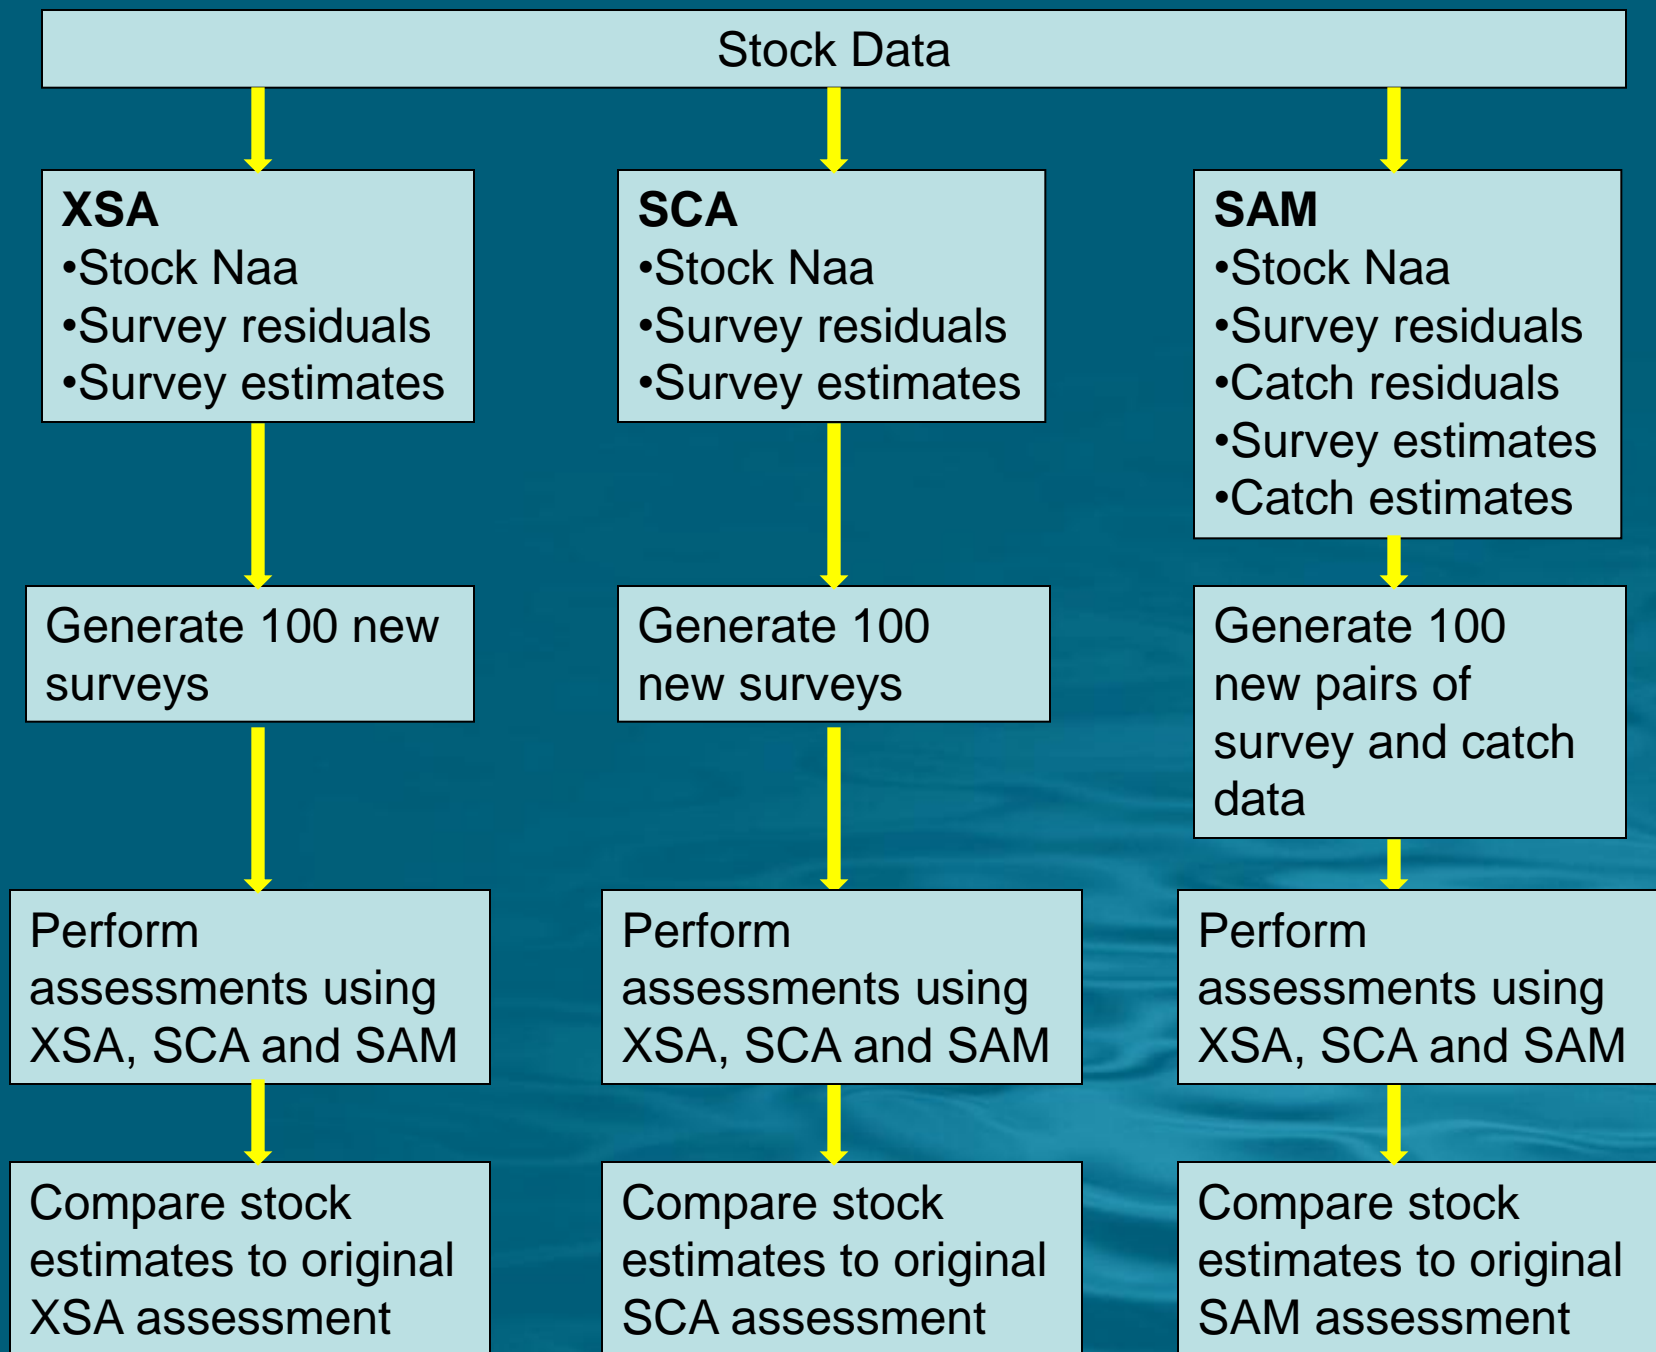 Stock Data
XSA
•Stock Naa
•Survey residuals
•Survey estimates
SCA
•Stock Naa
•Survey residuals
•Survey estimates
SAM
•Stock Naa
•Survey residuals
•Catch residuals
•Survey estimates
•Catch estimates
Generate 100 new
surveys
Generate 100
new surveys
Generate 100
new pairs of
survey and catch
data
Perform
assessments using
XSA, SCA and SAM
Perform
assessments using
XSA, SCA and SAM
Perform
assessments using
XSA, SCA and SAM
Compare stock
estimates to original
XSA assessment
Compare stock
estimates to original
SCA assessment
Compare stock
estimates to original
SAM assessment